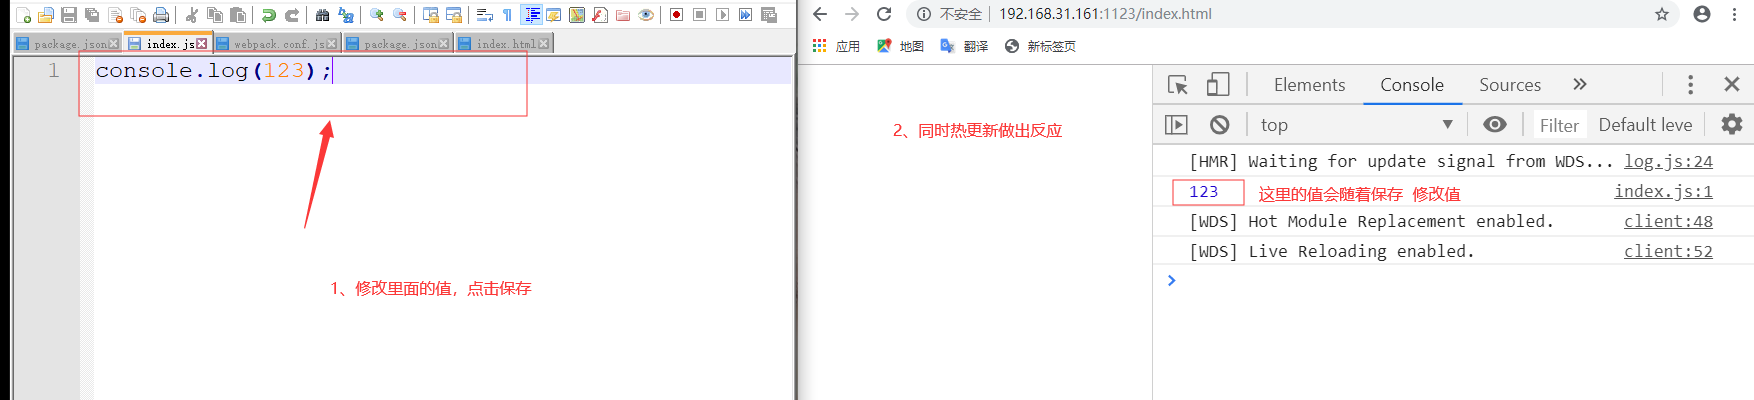 package.json
index.js
webpack.conf.js
package.json
index.html
1
console.log(123);
1、修改里面的值，点击保存
不安全
192.168.31.161:1123/index.html
应用
地图
翻译
新标签页
2、同时热更新做出反应
Elements
Console
Sources
top
Filter
Default leve
[HMR] Waiting for update signal from WDS... log.js:24
123 这里的值会随着保存 修改值 index.js:1
[WDS] Hot Module Replacement enabled. client:48
[WDS] Live Reloading enabled. client:52